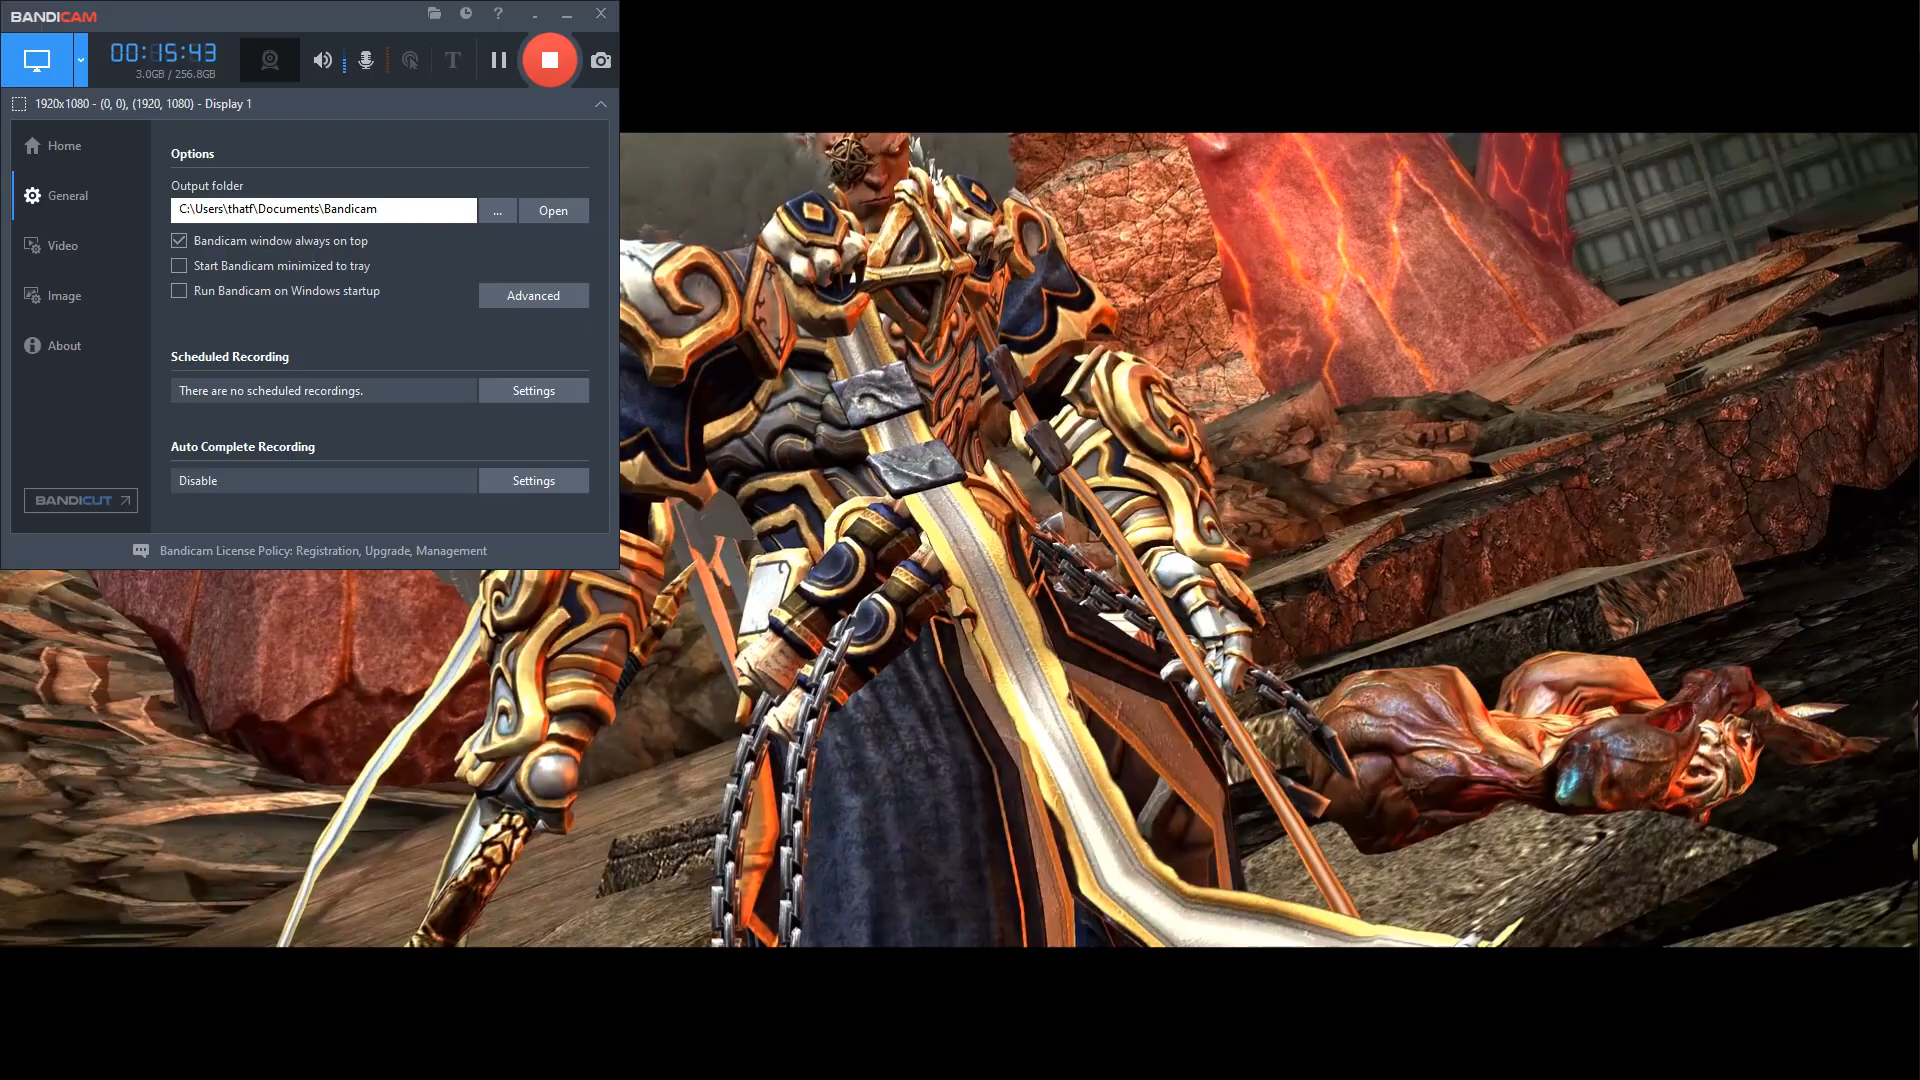 BANDICAM
00:15:43
3.0GB / 256.8GB
1920x1080 - (0, 0), (1920, 1080) - Display 1
Home
General
Video
Image
About
BANDICUT
Options
Output folder
C:\Users\thatf\Documents\Bandicam
...
Open
Bandicam window always on top
Start Bandicam minimized to tray
Run Bandicam on Windows startup
Advanced
Scheduled Recording
There are no scheduled recordings.
Settings
Auto Complete Recording
Disable
Settings
Bandicam License Policy: Registration, Upgrade, Management